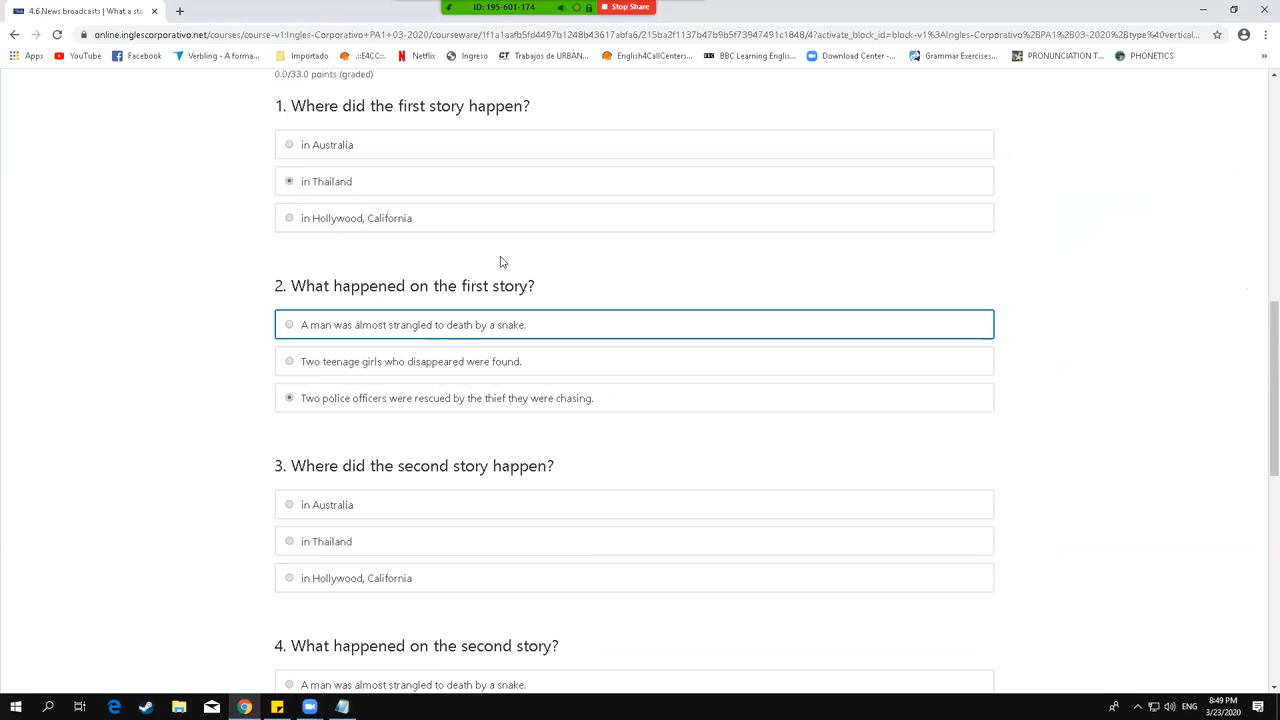 ID: 195-601-174
Stop Share
4.6 News broadcasts | What a sto
online.inglescorporativo.net/courses/course-v1:Ingles-Corporativo+PA1+03-2020/courseware/1f1a1aafb5fd4497b1248b43617abfa6/215ba2f1137b47b9b5f73947491c1848/4?activate_block_id=block-v1%3AIngles-Corporativo%2BPA1%2B03-2020%2Btype%40vertical...
Apps YouTube Facebook Verbling - A forma... Importado ::E4CC::. Netflix Ingreso CT Trabajos de URBAN... English4CallCenters... BBC Learning Englis... Download Center -... Grammar Exercises... PRONUNCIATION T... PHONETICS »
0.0/33.0 points (graded)
1. Where did the first story happen?
in Australia
in Thailand
in Hollywood, California
2. What happened on the first story?
A man was almost strangled to death by a snake.
Two teenage girls who disappeared were found.
Two police officers were rescued by the thief they were chasing.
3. Where did the second story happen?
in Australia
in Thailand
in Hollywood, California
4. What happened on the second story?
A man was almost strangled to death by a snake.
ENG
8:49 PM
3/23/2020